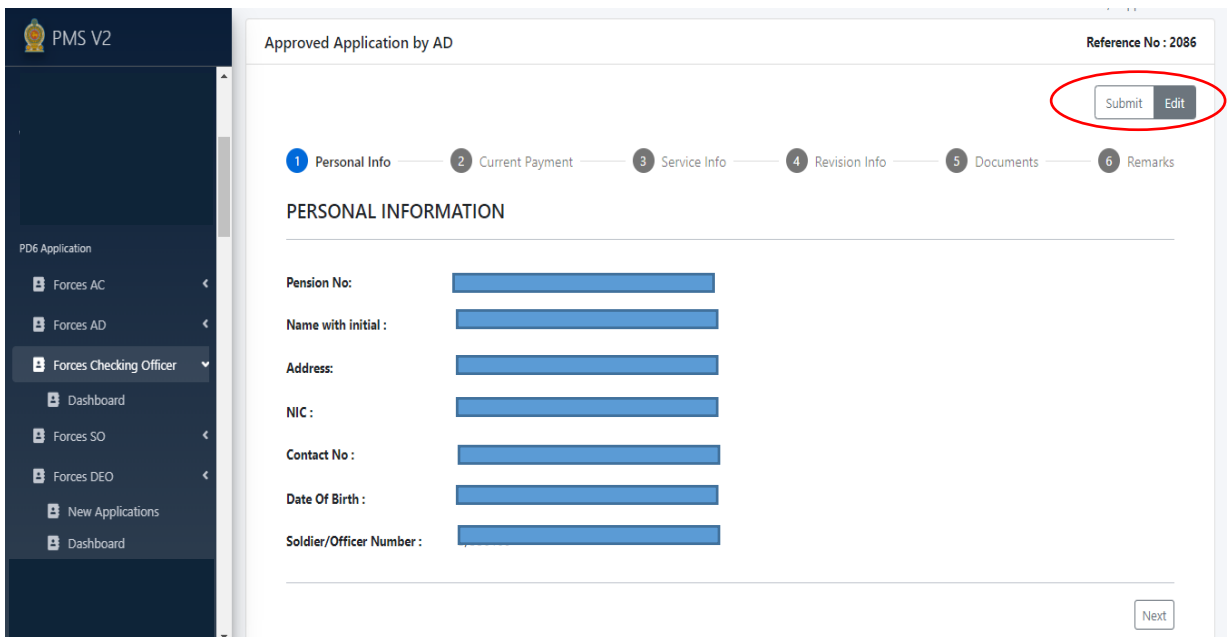 PMS V2
PD6 Application
Forces AC
Forces AD
Forces Checking Officer
Dashboard
Forces SO
Forces DEO
New Applications
Dashboard
Approved Application by AD
Reference No : 2086
Submit Edit
1 Personal Info 2 Current Payment 3 Service Info 4 Revision Info 5 Documents 6 Remarks
PERSONAL INFORMATION
Pension No:
Name with initial :
Address:
NIC :
Contact No :
Date Of Birth :
Soldier/Officer Number :
Next